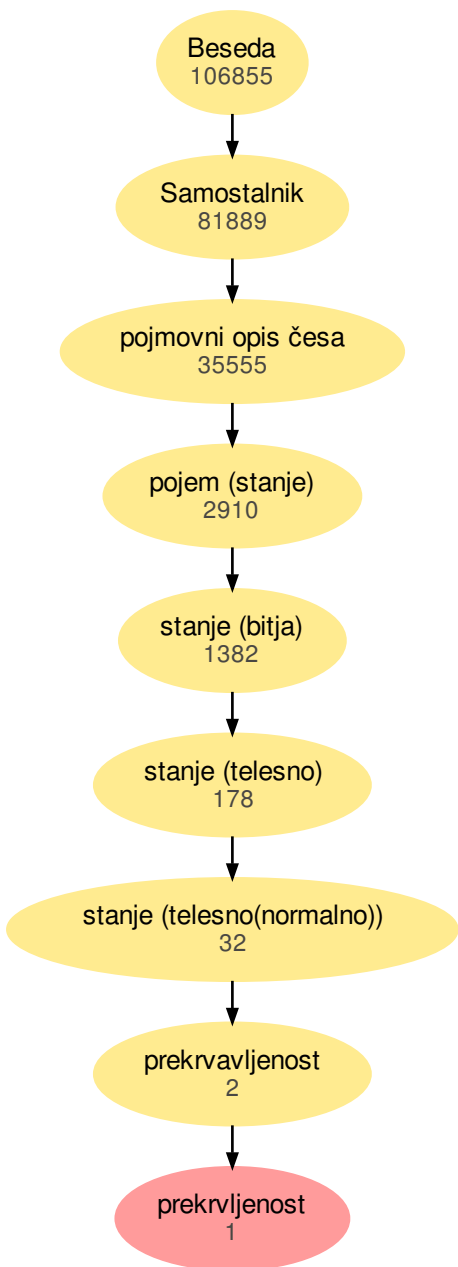 Beseda
106855
Samostalnik
81889
pojmovni opis česa
35555
pojem (stanje)
2910
stanje (bitja)
1382
stanje (telesno)
178
stanje (telesno(normalno))
32
prekrvavljenost
2
prekrvljenost
1